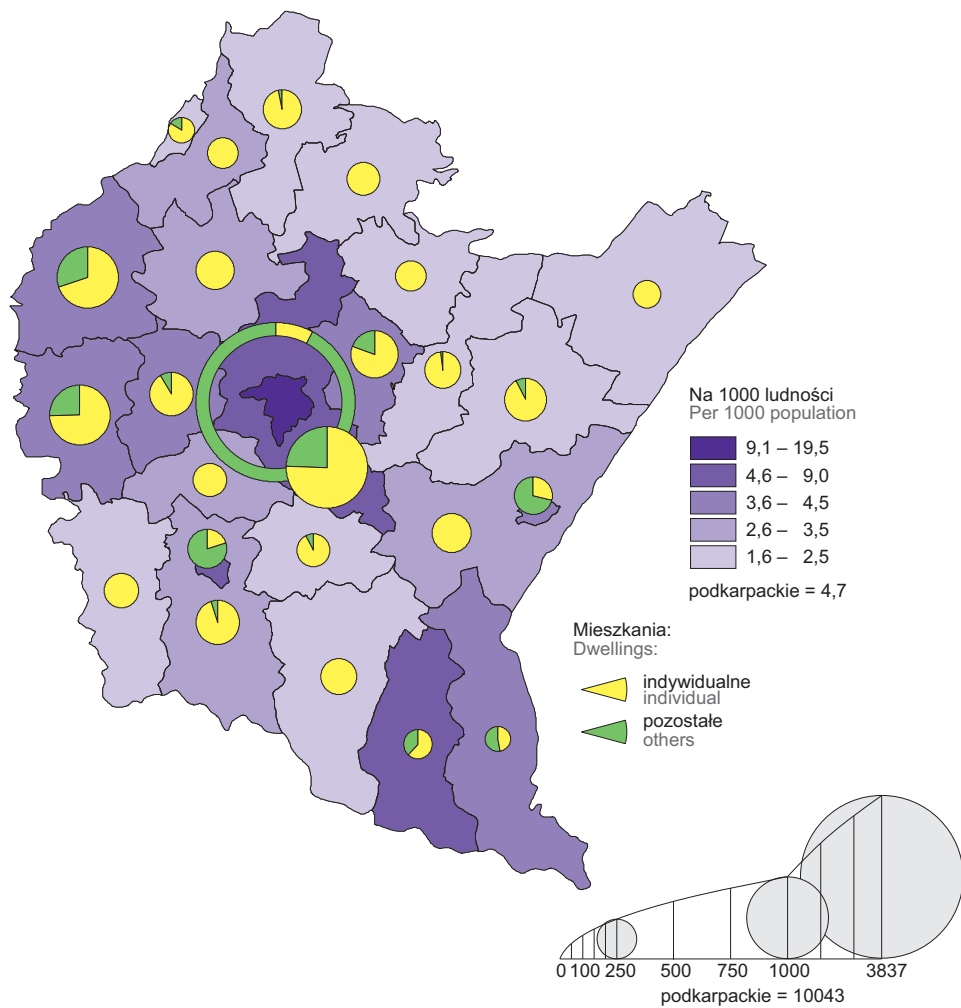 Na 1000 ludności
Per 1000 population
9,1 – 19,5
4,6 – 9,0
3,6 – 4,5
2,6 – 3,5
1,6 – 2,5
podkarpackie = 4,7
Mieszkania:
Dwellings:
indywidualne
individual
pozostałe
others
0 50 100 250 500 750 1000 3837
podkarpackie = 10043